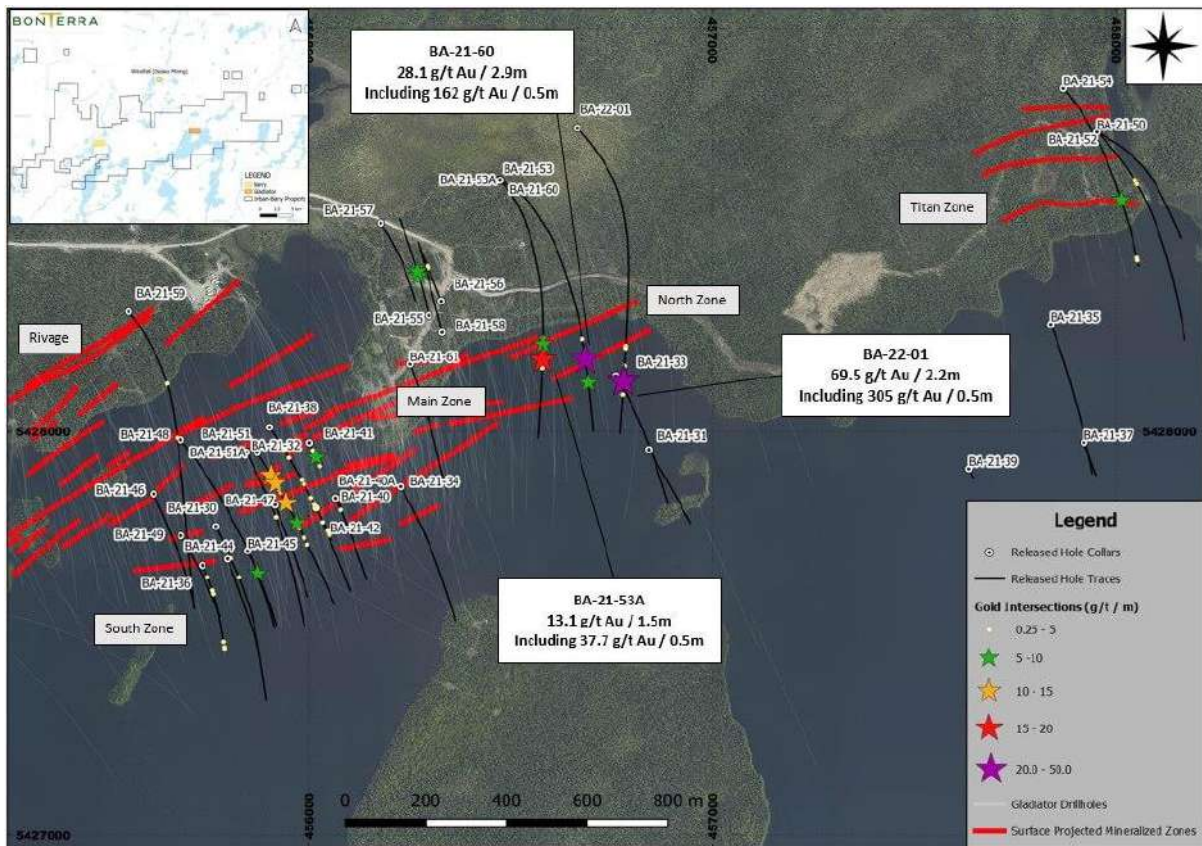 BONTERRA
LEGEND
Barry
Gladiator
456000
457000
458000
BA-21-60
28.1 g/t Au / 2.9m
Including 162 g/t Au / 0.5m
BA-22-01
BA-21-54
BA-21-50
BA-21-52
BA-21-53
BA-21-53A
BA-21-60
BA-21-57
Titan Zone
BA-21-59
BA-21-56
BA-21-55
BA-21-58
North Zone
Rivage
BA-21-61
BA-21-33
BA-21-35
BA-22-01
69.5 g/t Au / 2.2m
Including 305 g/t Au / 0.5m
Main Zone
BA-21-38
5428000
BA-21-48
BA-21-51
BA-21-32
BA-21-41
BA-21-31
BA-21-37
5428000
BA-21-51A
BA-21-39
BA-21-46
BA-21-47
BA-21-40A
BA-21-34
BA-21-40
BA-21-30
BA-21-49
BA-21-44
BA-21-45
BA-21-42
BA-21-36
South Zone
BA-21-53A
13.1 g/t Au / 1.5m
Including 37.7 g/t Au / 0.5m
Legend
Released Hole Collars
Released Hole Traces
Gold Intersections (g/t / m)
0.25 - 5
5 -10
10 - 15
15 - 20
20.0 - 50.0
Gladiator Drillholes
Surface Projected Mineralized Zones
0 200 400 600 800 m
5427000
456000
457000